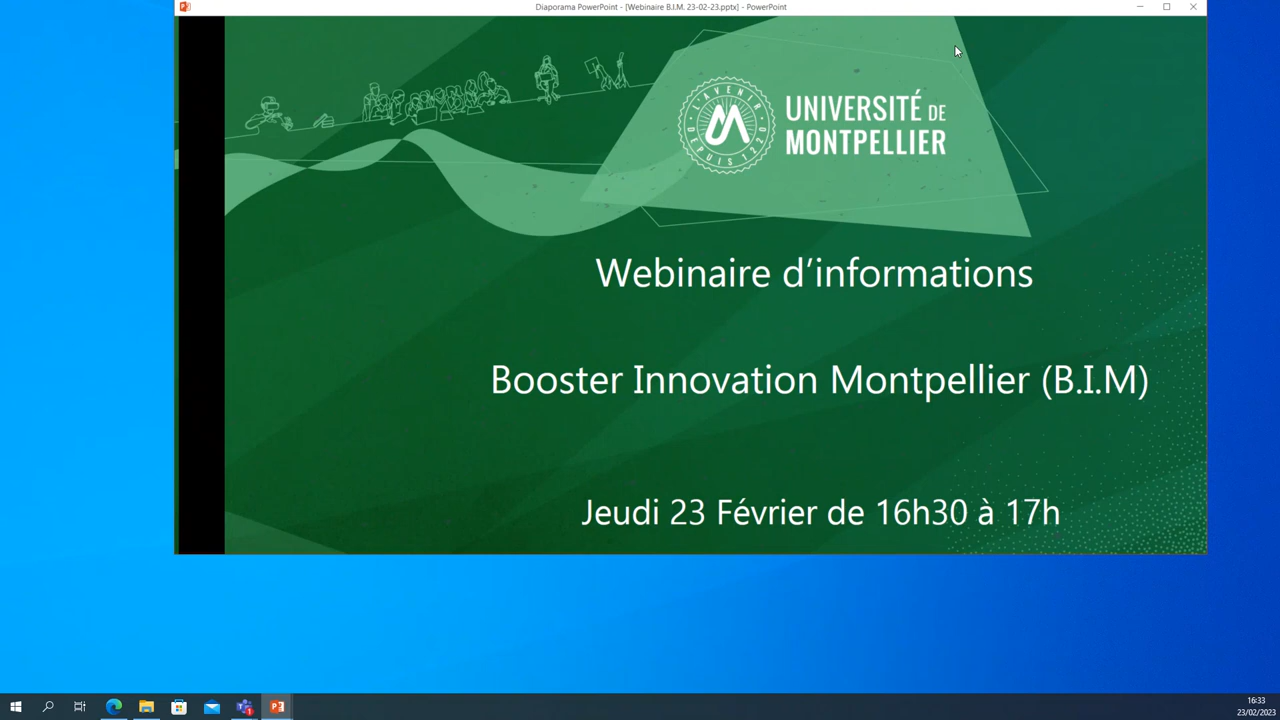 Diaporama PowerPoint - [Webinaire B.I.M. 23-02-23.pptx] - PowerPoint
L'AVENIR DEPUIS 1220
UNIVERSITÉ DE
MONTPELLIER
Webinaire d'informations
Booster Innovation Montpellier (B.I.M)
Jeudi 23 Février de 16h30 à 17h
16:33
23/02/2023